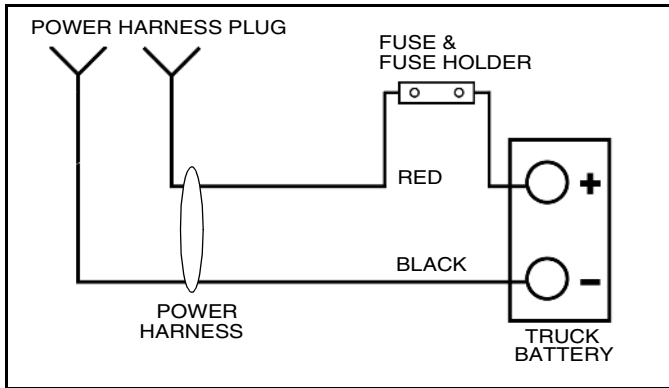 POWER HARNESS PLUG
FUSE &
FUSE HOLDER
RED
+
BLACK
–
POWER
HARNESS
TRUCK
BATTERY